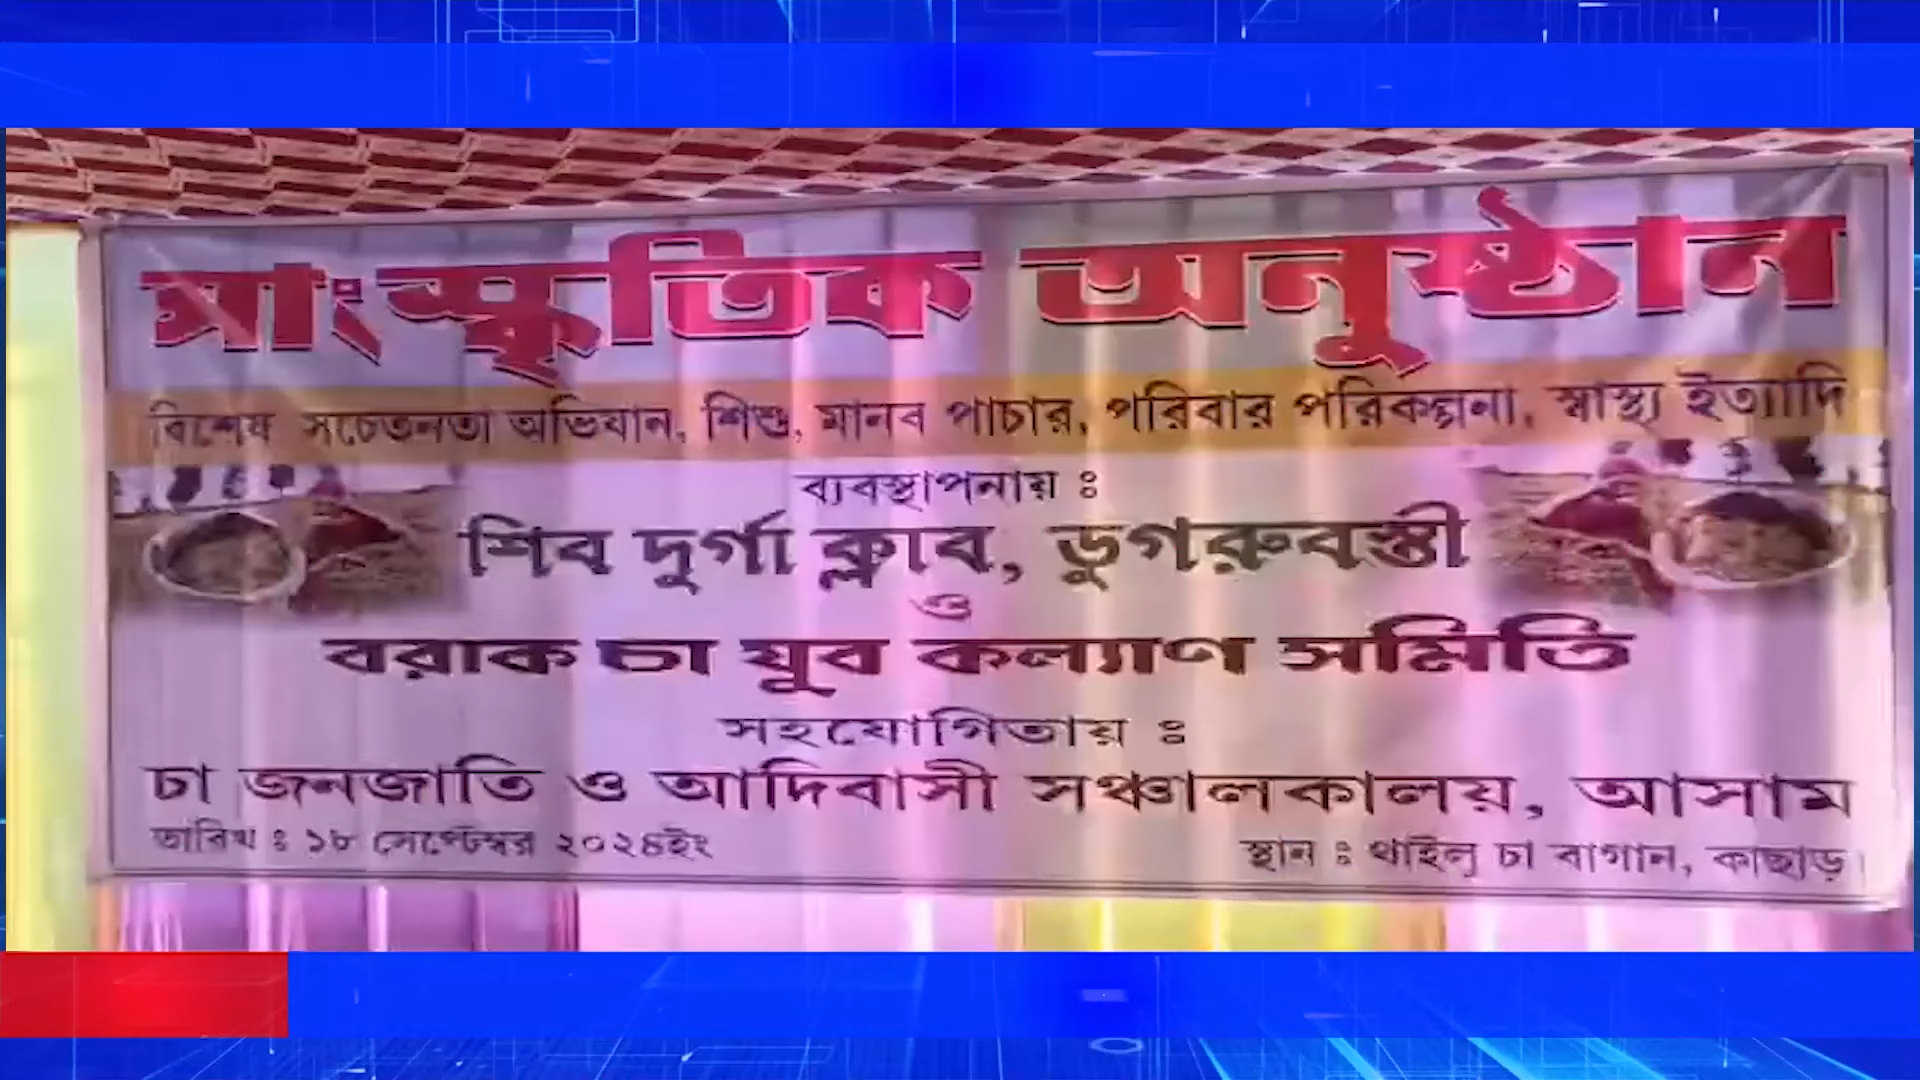 সাংস্কৃতিক অনুষ্ঠান
বিশেষ সচেতনতা অভিযান, শিশু, মানব পাচার, পরিবার পরিকল্পনা, স্বাস্থ্য ইত্যাদি
ব্যবস্থাপনায় ঃ
শিব দুর্গা ক্লাব, ডুগরুবস্তী
ও
বরাক চা যুব কল্যাণ সমিতি
সহযোগিতায় ঃ
চা জনজাতি ও আদিবাসী সঞ্চালকালয়, আসাম
তারিখ ঃ ১৮ সেপ্টেম্বর ২০২৪ইং
স্থান ঃ থাইলু চা বাগান, কাছাড়।